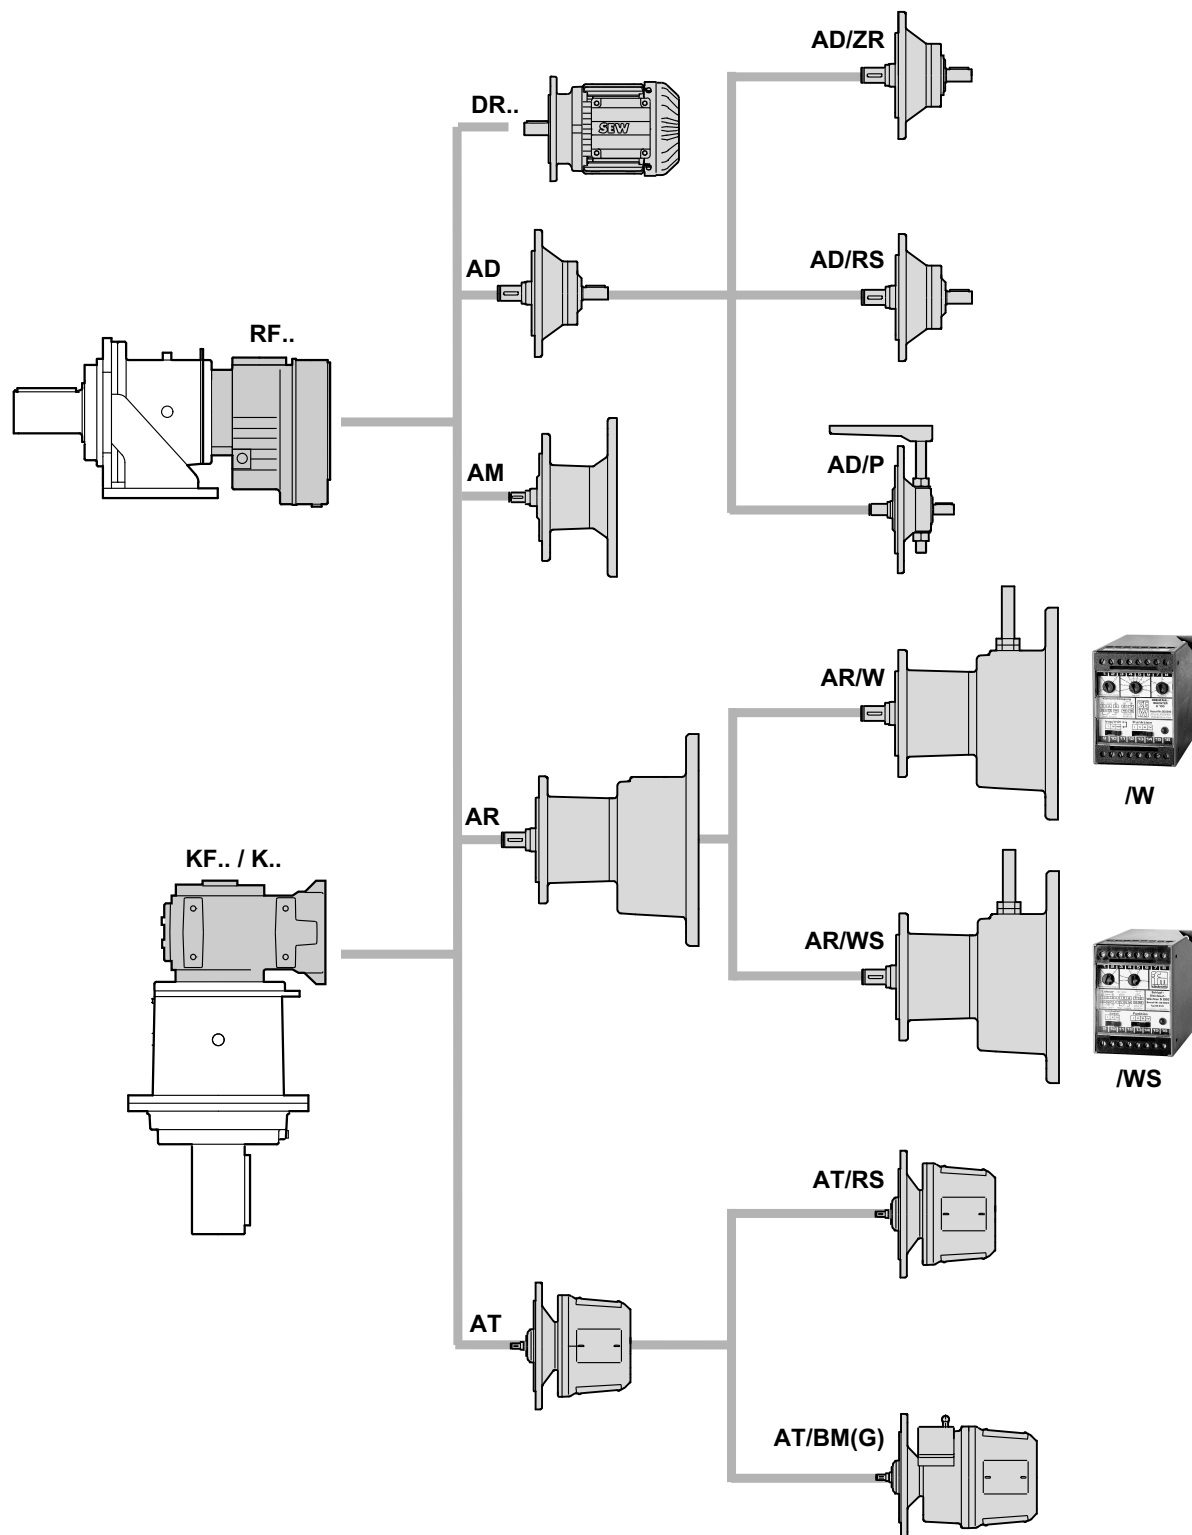 AD/ZR
DR..
SEW
AD
AD/RS
RF..
AM
AD/P
AR/W
/W
AR
KF.. / K..
AR/WS
/WS
AT/RS
AT
AT/BM(G)